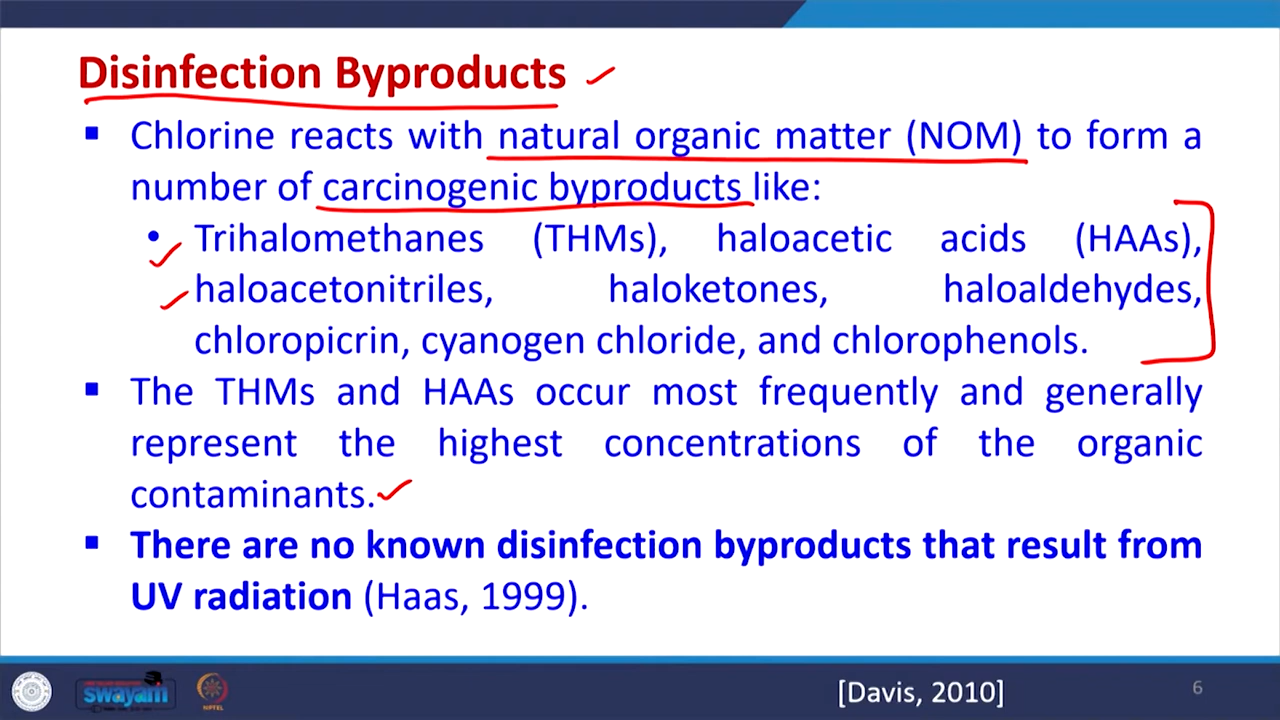 Disinfection Byproducts
▪ Chlorine reacts with natural organic matter (NOM) to form a
number of carcinogenic byproducts like:
• Trihalomethanes (THMs), haloacetic acids (HAAs),
haloacetonitriles, haloketones, haloaldehydes,
chloropicrin, cyanogen chloride, and chlorophenols.
▪ The THMs and HAAs occur most frequently and generally
represent the highest concentrations of the organic
contaminants.
▪ There are no known disinfection byproducts that result from
UV radiation (Haas, 1999).
swayam
NPTEL
[Davis, 2010]
6